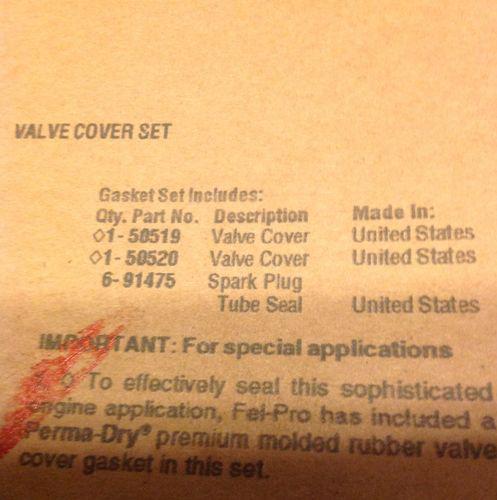 VALVE COVER SET
Gasket Set Includes:
Qty. Part No. Description Made In:
◊1- 50519 Valve Cover United States
◊1- 50520 Valve Cover United States
6- 91475 Spark Plug
Tube Seal United States
IMPORTANT: For special applications
◊ To effectively seal this sophisticated
engine application, Fel-Pro has included a
Perma-Dry® premium molded rubber valve
cover gasket in this set.